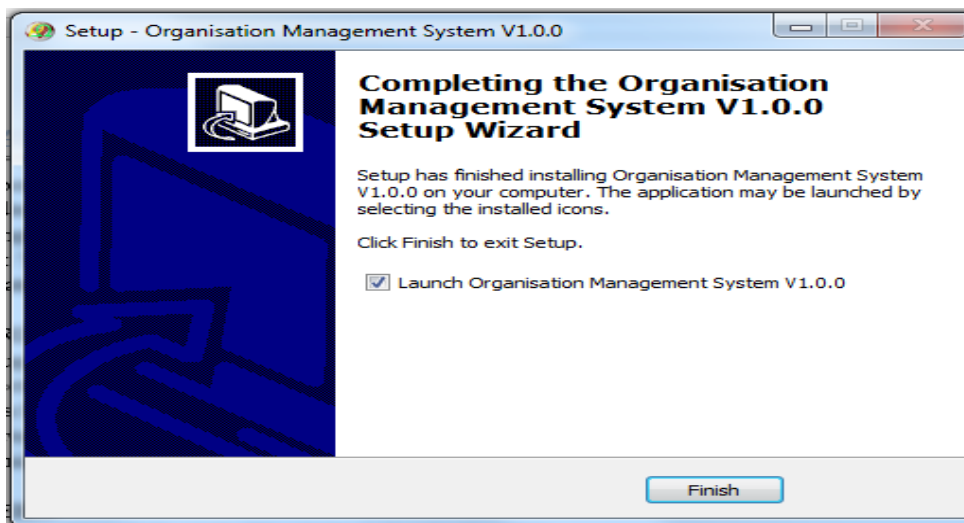 Setup - Organisation Management System V1.0.0
Completing the Organisation
Management System V1.0.0
Setup Wizard
Setup has finished installing Organisation Management System
V1.0.0 on your computer. The application may be launched by
selecting the installed icons.
Click Finish to exit Setup.
Launch Organisation Management System V1.0.0
Finish